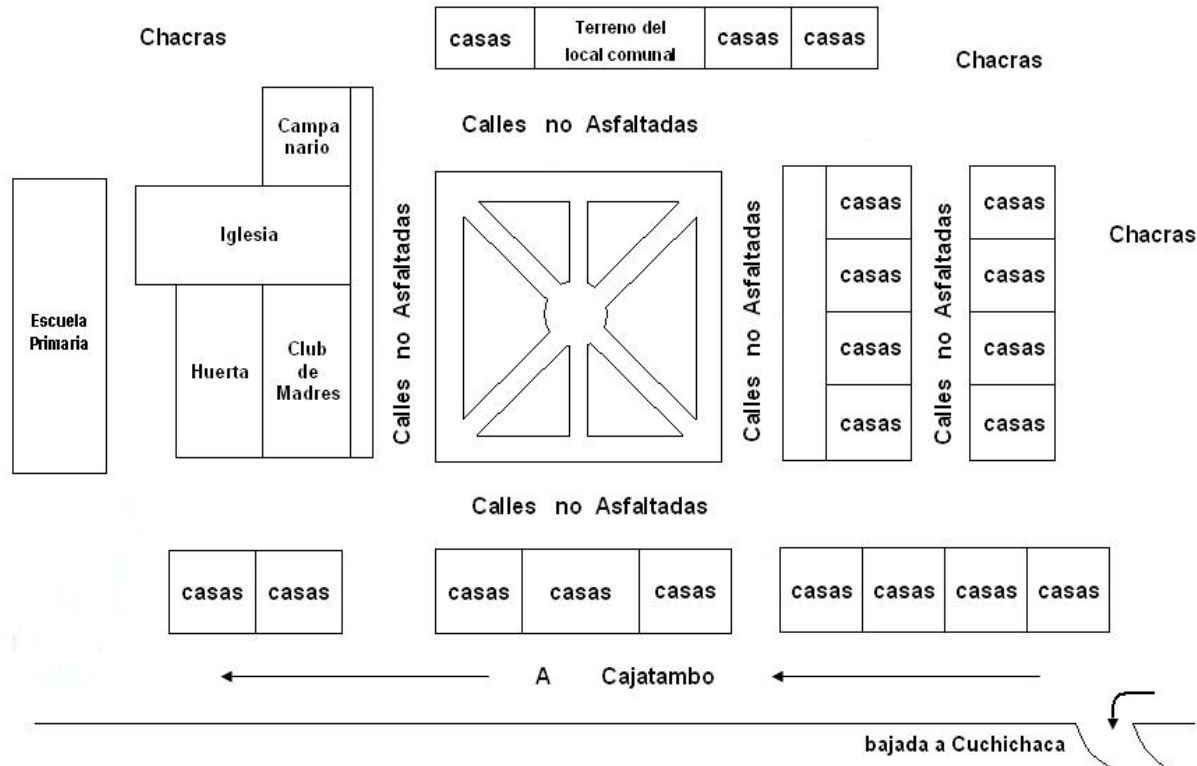 Chacras
casas
Terreno del
local comunal
casas
casas
Chacras
Campa
nario
Calles no Asfaltadas
Iglesia
Calles no Asfaltadas
Calles no Asfaltadas
casas
casas
casas
casas
Calles no Asfaltadas
casas
casas
casas
casas
Chacras
Escuela
Primaria
Huerta
Club
de
Madres
Calles no Asfaltadas
casas
casas
casas
casas
casas
casas
casas
casas
casas
A Cajatambo
bajada a Cuchichaca